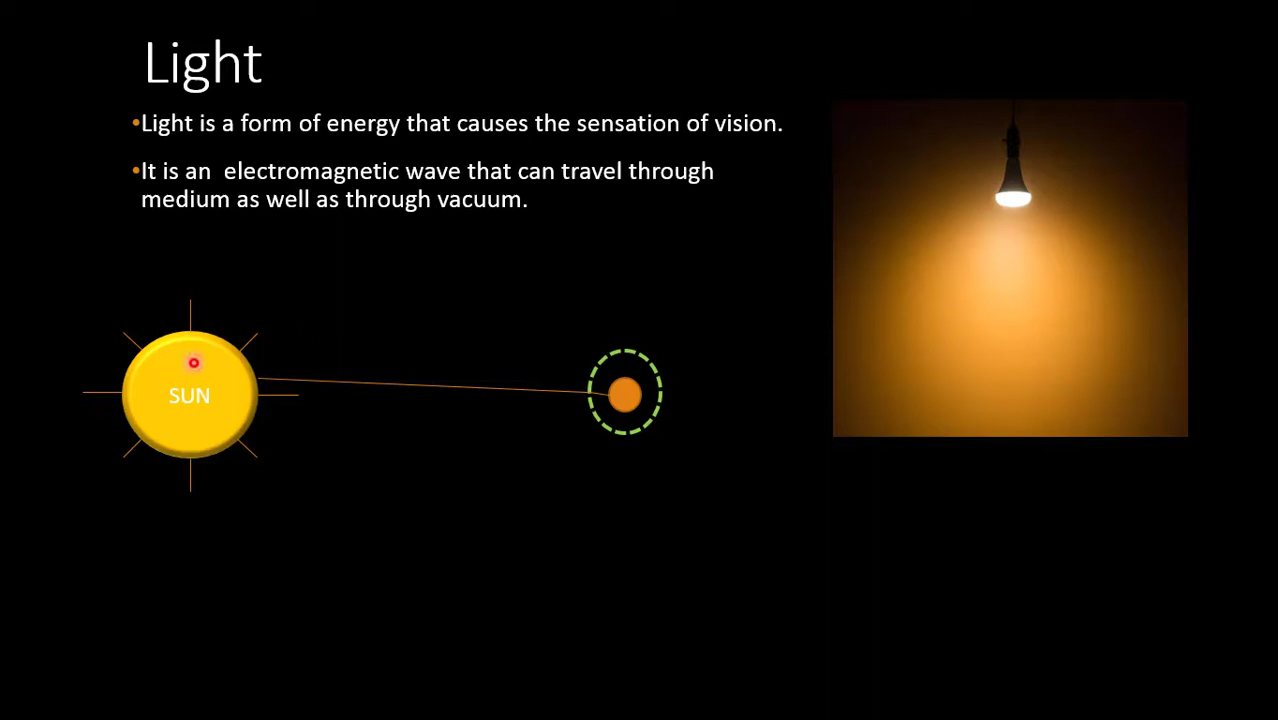 Light
•Light is a form of energy that causes the sensation of vision.
•It is an  electromagnetic wave that can travel through
medium as well as through vacuum.
SUN